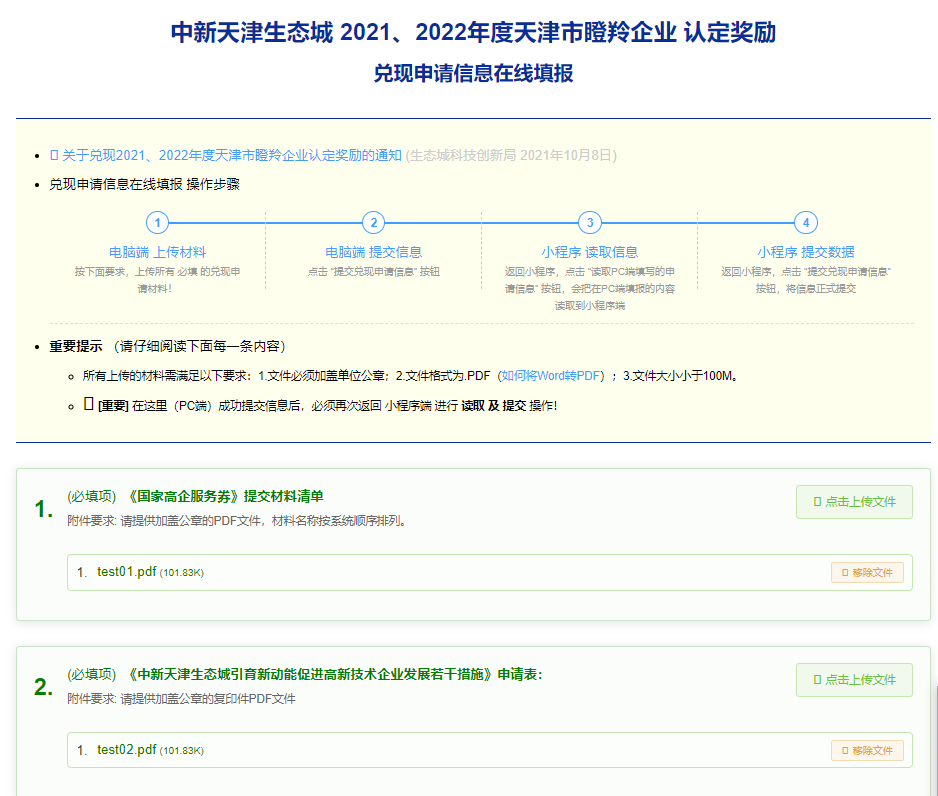 中新天津生态城 2021、2022年度天津市瞪羚企业 认定奖励
兑现申请信息在线填报
关于兑现2021、2022年度天津市瞪羚企业认定奖励的通知 (生态城科技创新局 2021年10月8日)
兑现申请信息在线填报 操作步骤
1 2 3 4
电脑端 上传材料
按下面要求，上传所有 必填 的兑现申
请材料！
电脑端 提交信息
点击 "提交兑现申请信息" 按钮
小程序 读取信息
返回小程序，点击 "读取PC端填写的申
请信息" 按钮，会把在PC端填报的内容
读取到小程序端
小程序 提交数据
返回小程序，点击 "提交兑现申请信息"
按钮，将信息正式提交
重要提示 （请仔细阅读下面每一条内容）
所有上传的材料需满足以下要求：1.文件必须加盖单位公章；2.文件格式为.PDF（如何将Word转PDF）；3.文件大小小于100M。
[重要] 在这里（PC端）成功提交信息后，必须再次返回 小程序端 进行 读取 及 提交 操作！
1. (必填项) 《国家高企服务券》提交材料清单
点击上传文件
附件要求: 请提供加盖公章的PDF文件，材料名称按系统顺序排列。
1. test01.pdf (101.83K)
移除文件
2. (必填项) 《中新天津生态城引育新动能促进高新技术企业发展若干措施》申请表：
点击上传文件
附件要求: 请提供加盖公章的复印件PDF文件
1. test02.pdf (101.83K)
移除文件